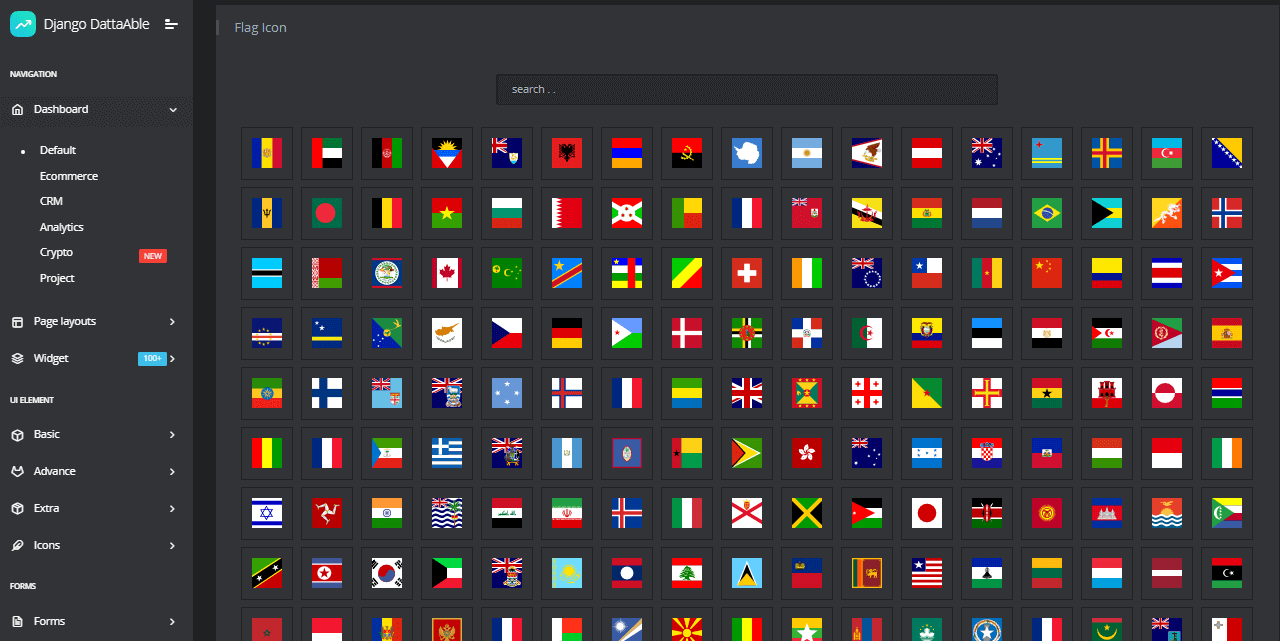 Django DattaAble
NAVIGATION
Dashboard
Default
Ecommerce
CRM
Analytics
Crypto
NEW
Project
Page layouts
Widget
100+
UI ELEMENT
Basic
Advance
Extra
Icons
FORMS
Forms
Flag Icon
search . .